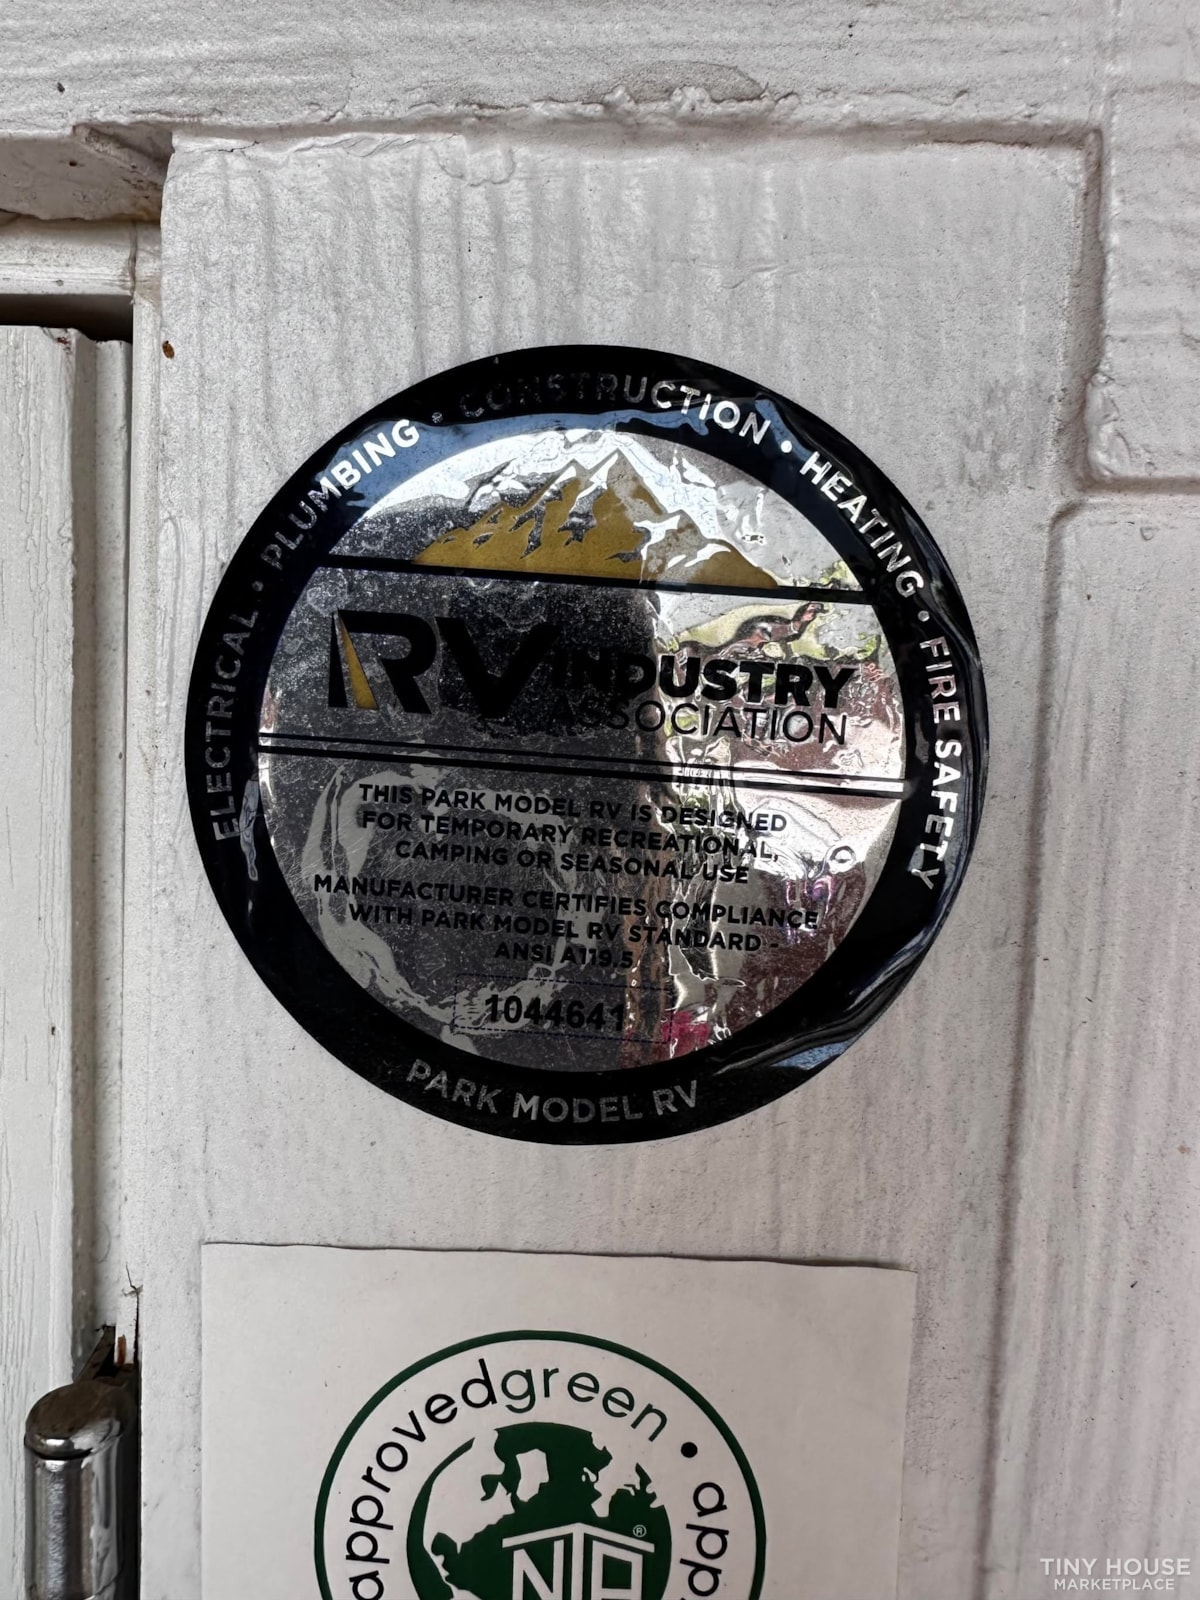 ELECTRICAL • PLUMBING • CONSTRUCTION • HEATING • FIRE SAFETY
RV INDUSTRY
ASSOCIATION
THIS PARK MODEL RV IS DESIGNED
FOR TEMPORARY RECREATIONAL,
CAMPING OR SEASONAL USE
MANUFACTURER CERTIFIES COMPLIANCE
WITH PARK MODEL RV STANDARD -
ANSI A119.5
1044641
PARK MODEL RV
approvedgreen •
NTA ®
TINY HOUSE
MARKETPLACE